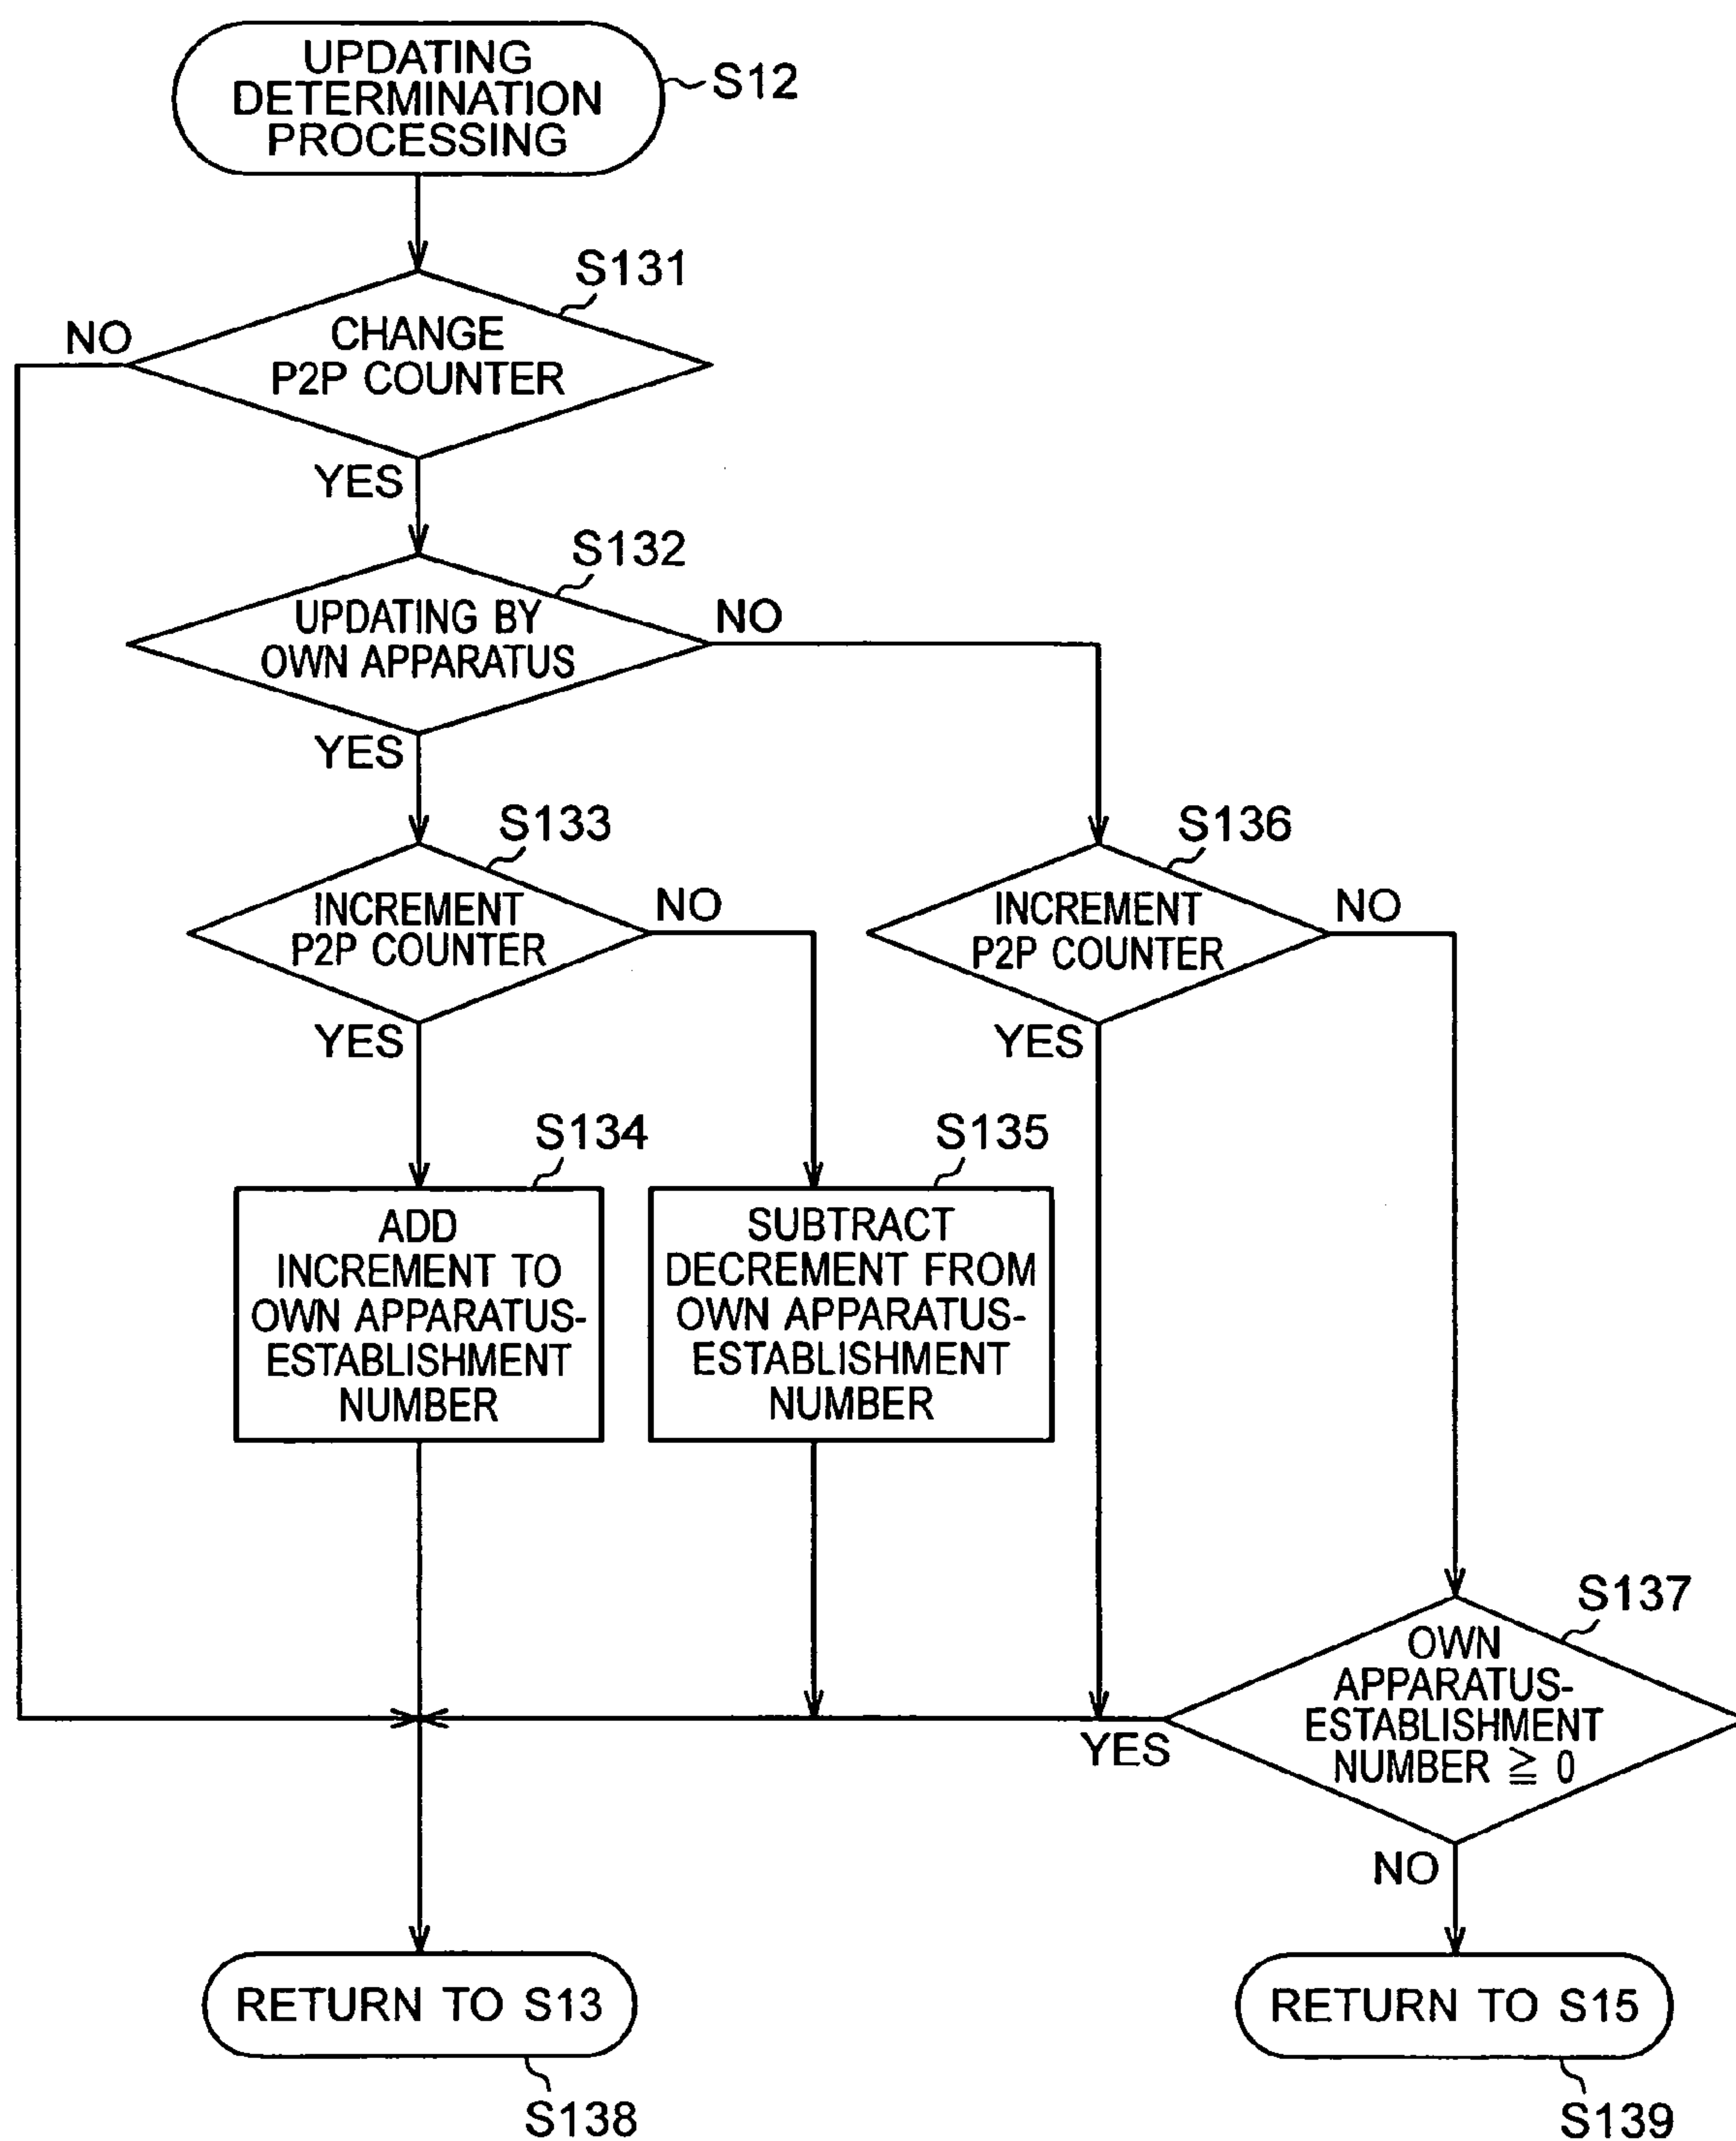 UPDATING
DETERMINATION
PROCESSING
S12
S131
NO
CHANGE
P2P COUNTER
YES
S132
UPDATING BY
OWN APPARATUS
NO
YES
S133
INCREMENT
P2P COUNTER
NO
YES
S136
INCREMENT
P2P COUNTER
NO
YES
S134
ADD
INCREMENT TO
OWN APPARATUS-
ESTABLISHMENT
NUMBER
S135
SUBTRACT
DECREMENT FROM
OWN APPARATUS-
ESTABLISHMENT
NUMBER
S137
OWN
APPARATUS-
ESTABLISHMENT
NUMBER ≧ 0
YES
NO
RETURN TO S13
S138
RETURN TO S15
S139